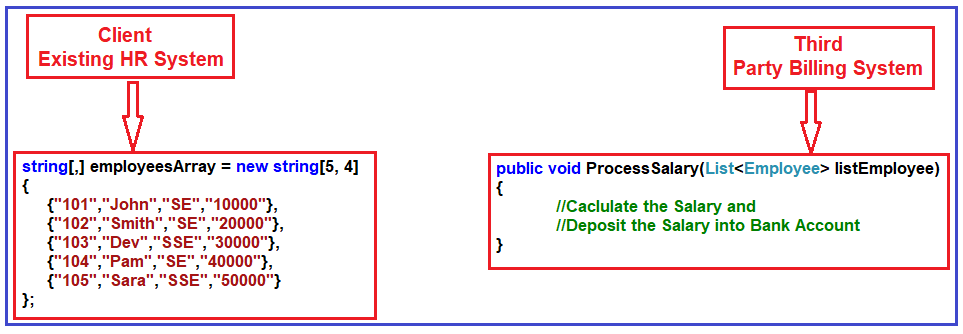 Client
Existing HR System
string[,] employeesArray = new string[5, 4]
{
{"101","John","SE","10000"},
{"102","Smith","SE","20000"},
{"103","Dev","SSE","30000"},
{"104","Pam","SE","40000"},
{"105","Sara","SSE","50000"}
};
Third
Party Billing System
public void ProcessSalary(List<Employee> listEmployee)
{
//Caclulate the Salary and
//Deposit the Salary into Bank Account
}